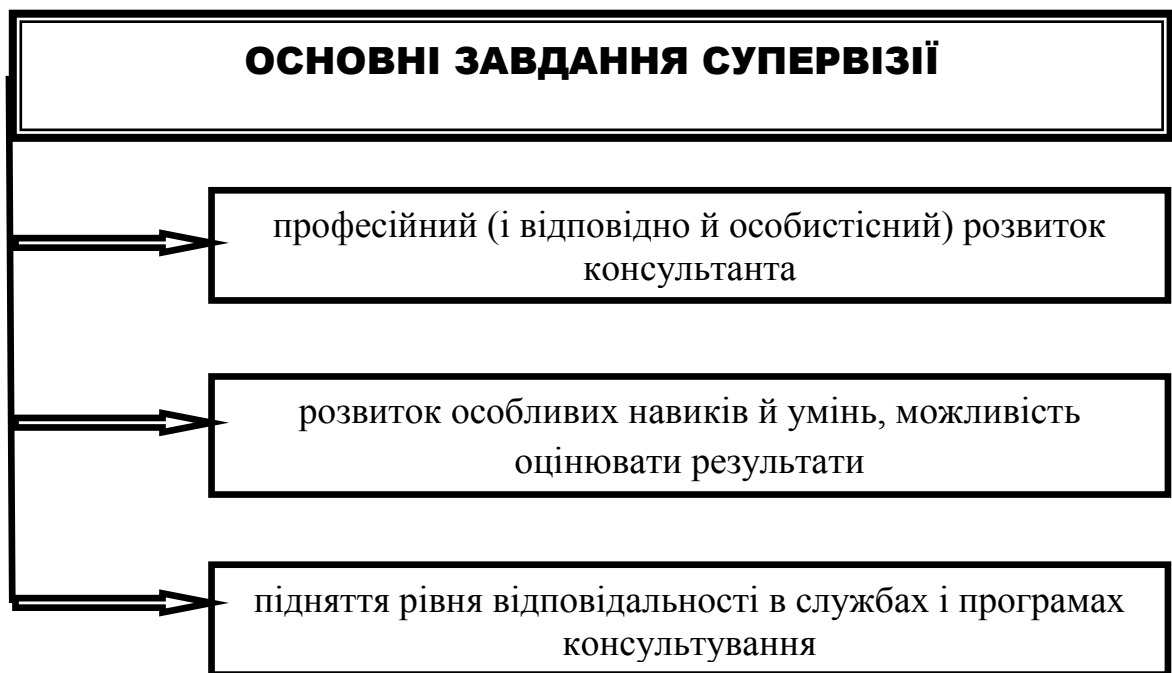 ОСНОВНІ ЗАВДАННЯ СУПЕРВІЗІЇ
професійний (і відповідно й особистісний) розвиток
консультанта
розвиток особливих навиків й умінь, можливість
оцінювати результати
підняття рівня відповідальності в службах і програмах
консультування